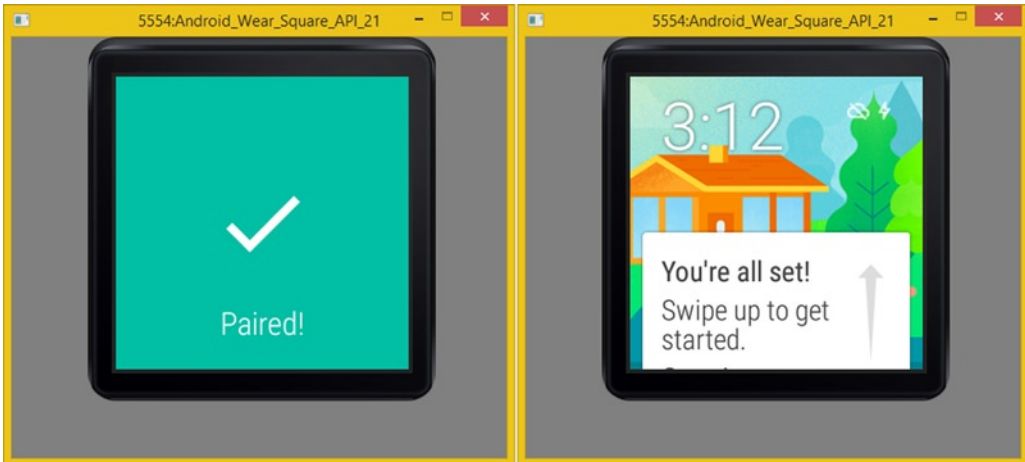 5554:Android_Wear_Square_API_21
Paired!
5554:Android_Wear_Square_API_21
3:12
You're all set!
Swipe up to get
started.